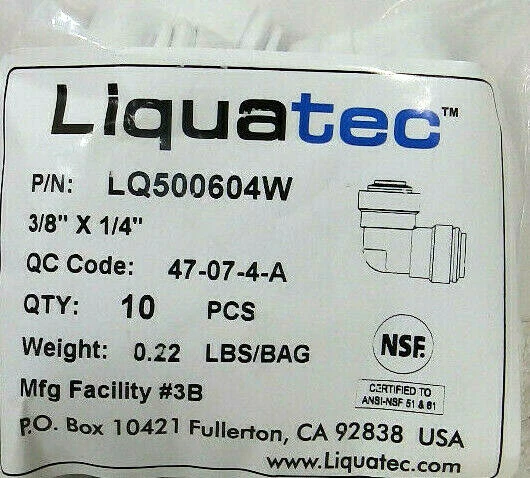 Liquatec™
P/N: LQ500604W
3/8" X 1/4"
QC Code: 47-07-4-A
QTY: 10 PCS
Weight: 0.22 LBS/BAG
Mfg Facility #3B
NSF.
CERTIFIED TO
ANSI-NSF 51 & 61
P.O. Box 10421 Fullerton, CA 92838 USA
www.Liquatec.com